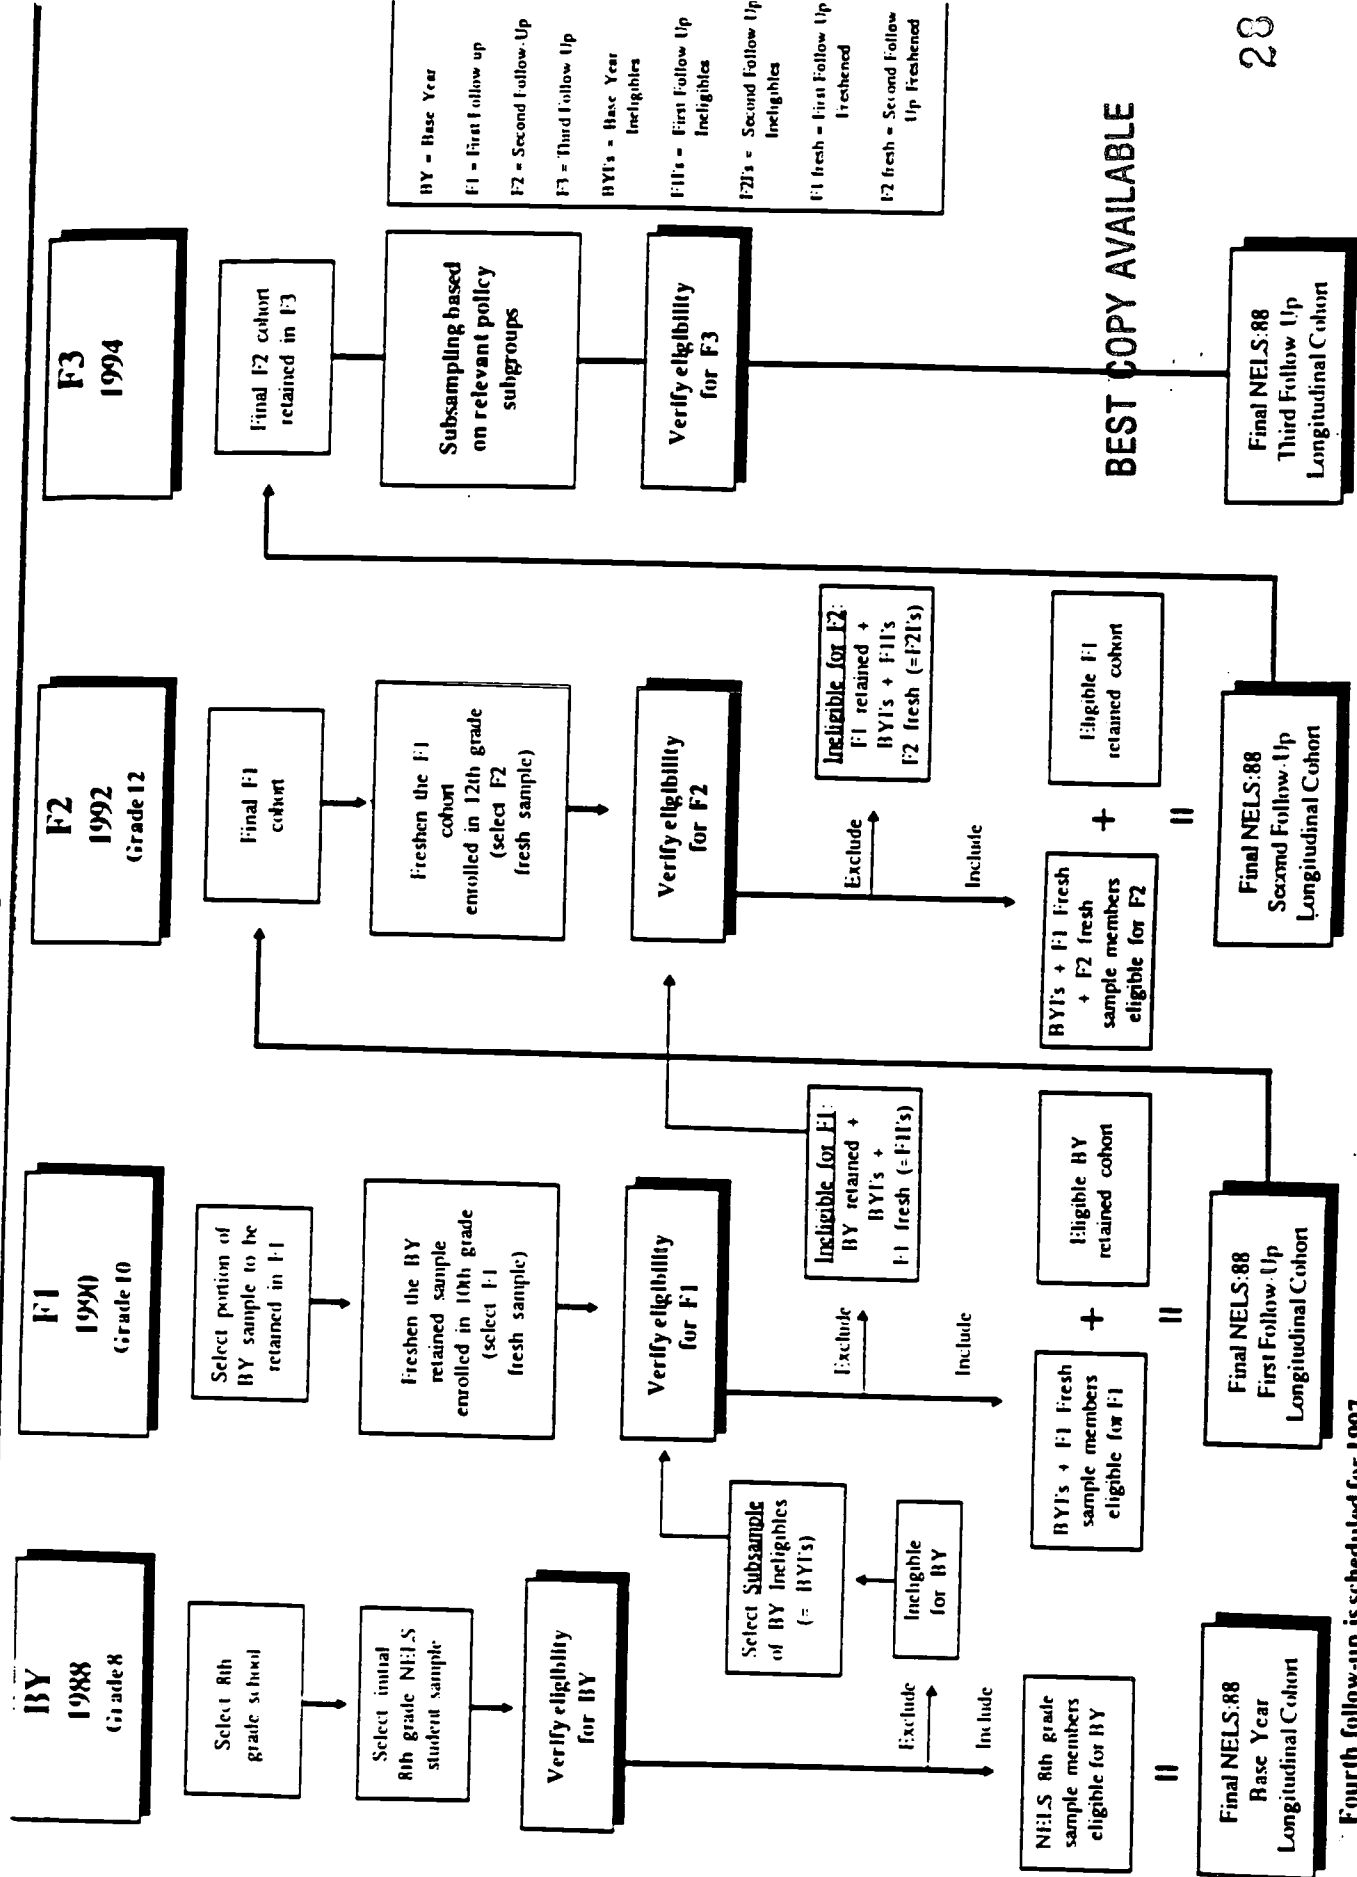 BY
1988
Grade 8
Select 8th
grade school
Select initial
8th grade NELS
student sample
Verify eligibility
for BY
Exclude
Include
Ineligible
for BY
Select Subsample
of BY Ineligibles
(= BYI's)
NELS 8th grade
sample members
eligible for BY
=
Final NELS:88
Base Year
Longitudinal Cohort
F1
1990
Grade 10
Select portion of
BY sample to be
retained in F1
Freshen the BY
retained sample
enrolled in 10th grade
(select F1
fresh sample)
Verify eligibility
for F1
Exclude
Include
Ineligible for F1:
BY retained +
BYI's +
F1 fresh (=F1I's)
BYI's + F1 Fresh
sample members
eligible for F1
+
Eligible BY
retained cohort
=
Final NELS:88
First Follow-Up
Longitudinal Cohort
F2
1992
Grade 12
Final F1
cohort
Freshen the F1
cohort
enrolled in 12th grade
(select F2
fresh sample)
Verify eligibility
for F2
Exclude
Include
Ineligible for F2:
F1 retained +
BYI's + F1I's
F2 fresh (=F2I's)
BYI's + F1 Fresh
+ F2 fresh
sample members
eligible for F2
+
Eligible F1
retained cohort
=
Final NELS:88
Second Follow-Up
Longitudinal Cohort
F3
1994
Final F2 cohort
retained in F3
Subsampling based
on relevant policy
subgroups
Verify eligibility
for F3
Final NELS:88
Third Follow Up
Longitudinal Cohort
BY = Base Year
F1 = First Follow up
F2 = Second Follow-Up
F3 = Third Follow Up
BYI's = Base Year
Ineligibles
F1I's = First Follow Up
Ineligibles
F2I's = Second Follow Up
Ineligibles
F1 fresh = First Follow Up
Freshened
F2 fresh = Second Follow
Up Freshened
BEST COPY AVAILABLE
28
Fourth follow-up is scheduled for 1997